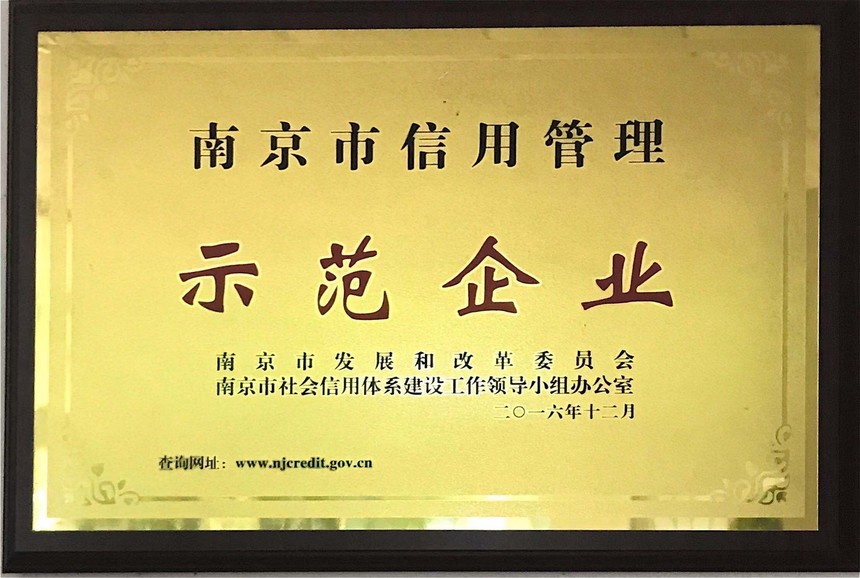 南京市信用管理
示范企业
南京市发展和改革委员会
南京市社会信用体系建设工作领导小组办公室
二〇一六年十二月
查询网址：www.njcredit.gov.cn